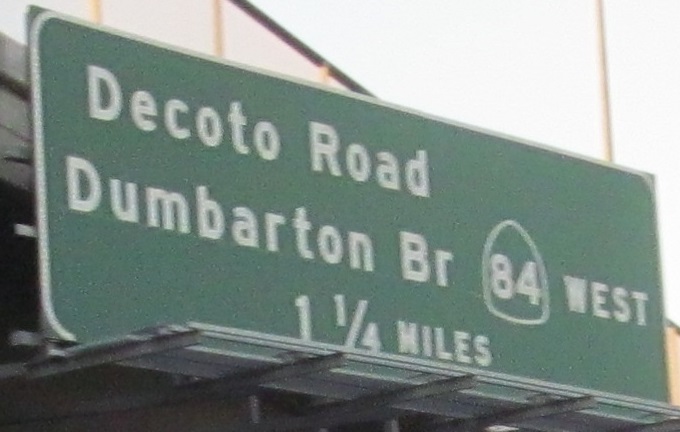 Decoto Road
Dumbarton Br 84 WEST
1 1/4 MILES